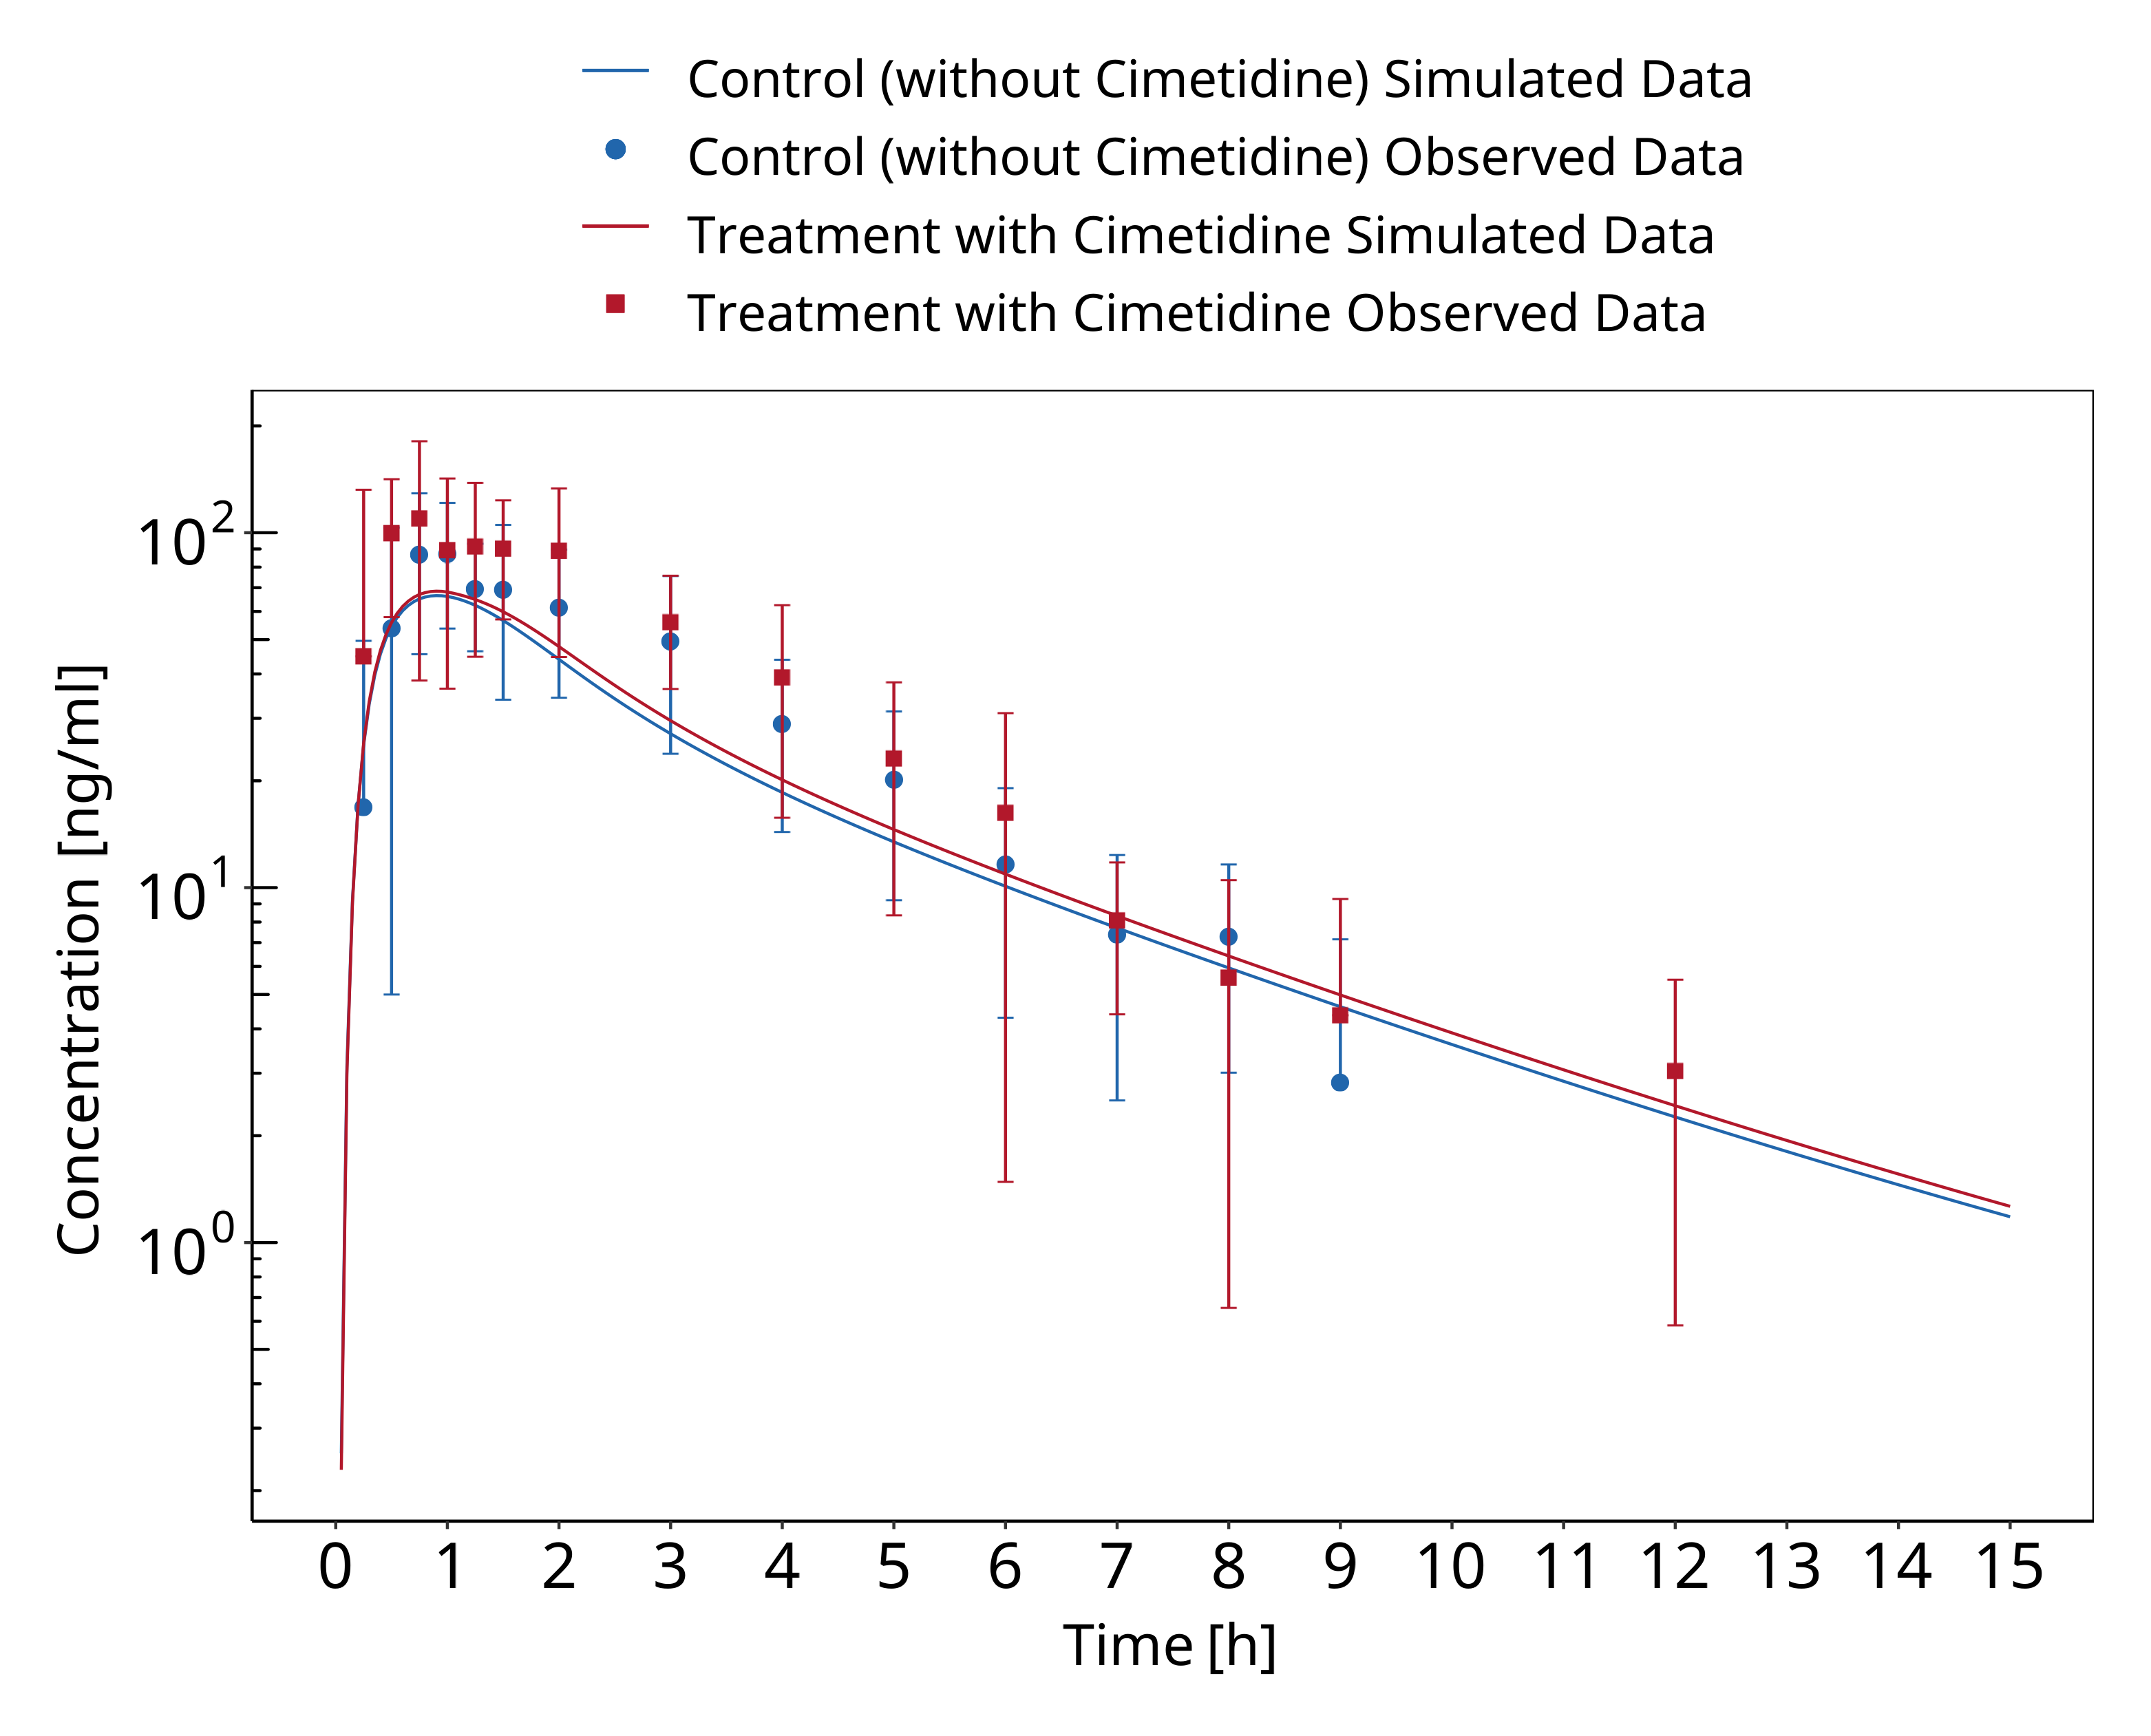 Control (without Cimetidine) Simulated Data
Control (without Cimetidine) Observed Data
Treatment with Cimetidine Simulated Data
Treatment with Cimetidine Observed Data
10²
10¹
10⁰
Concentration [ng/ml]
0 1 2 3 4 5 6 7 8 9 10 11 12 13 14 15
Time [h]